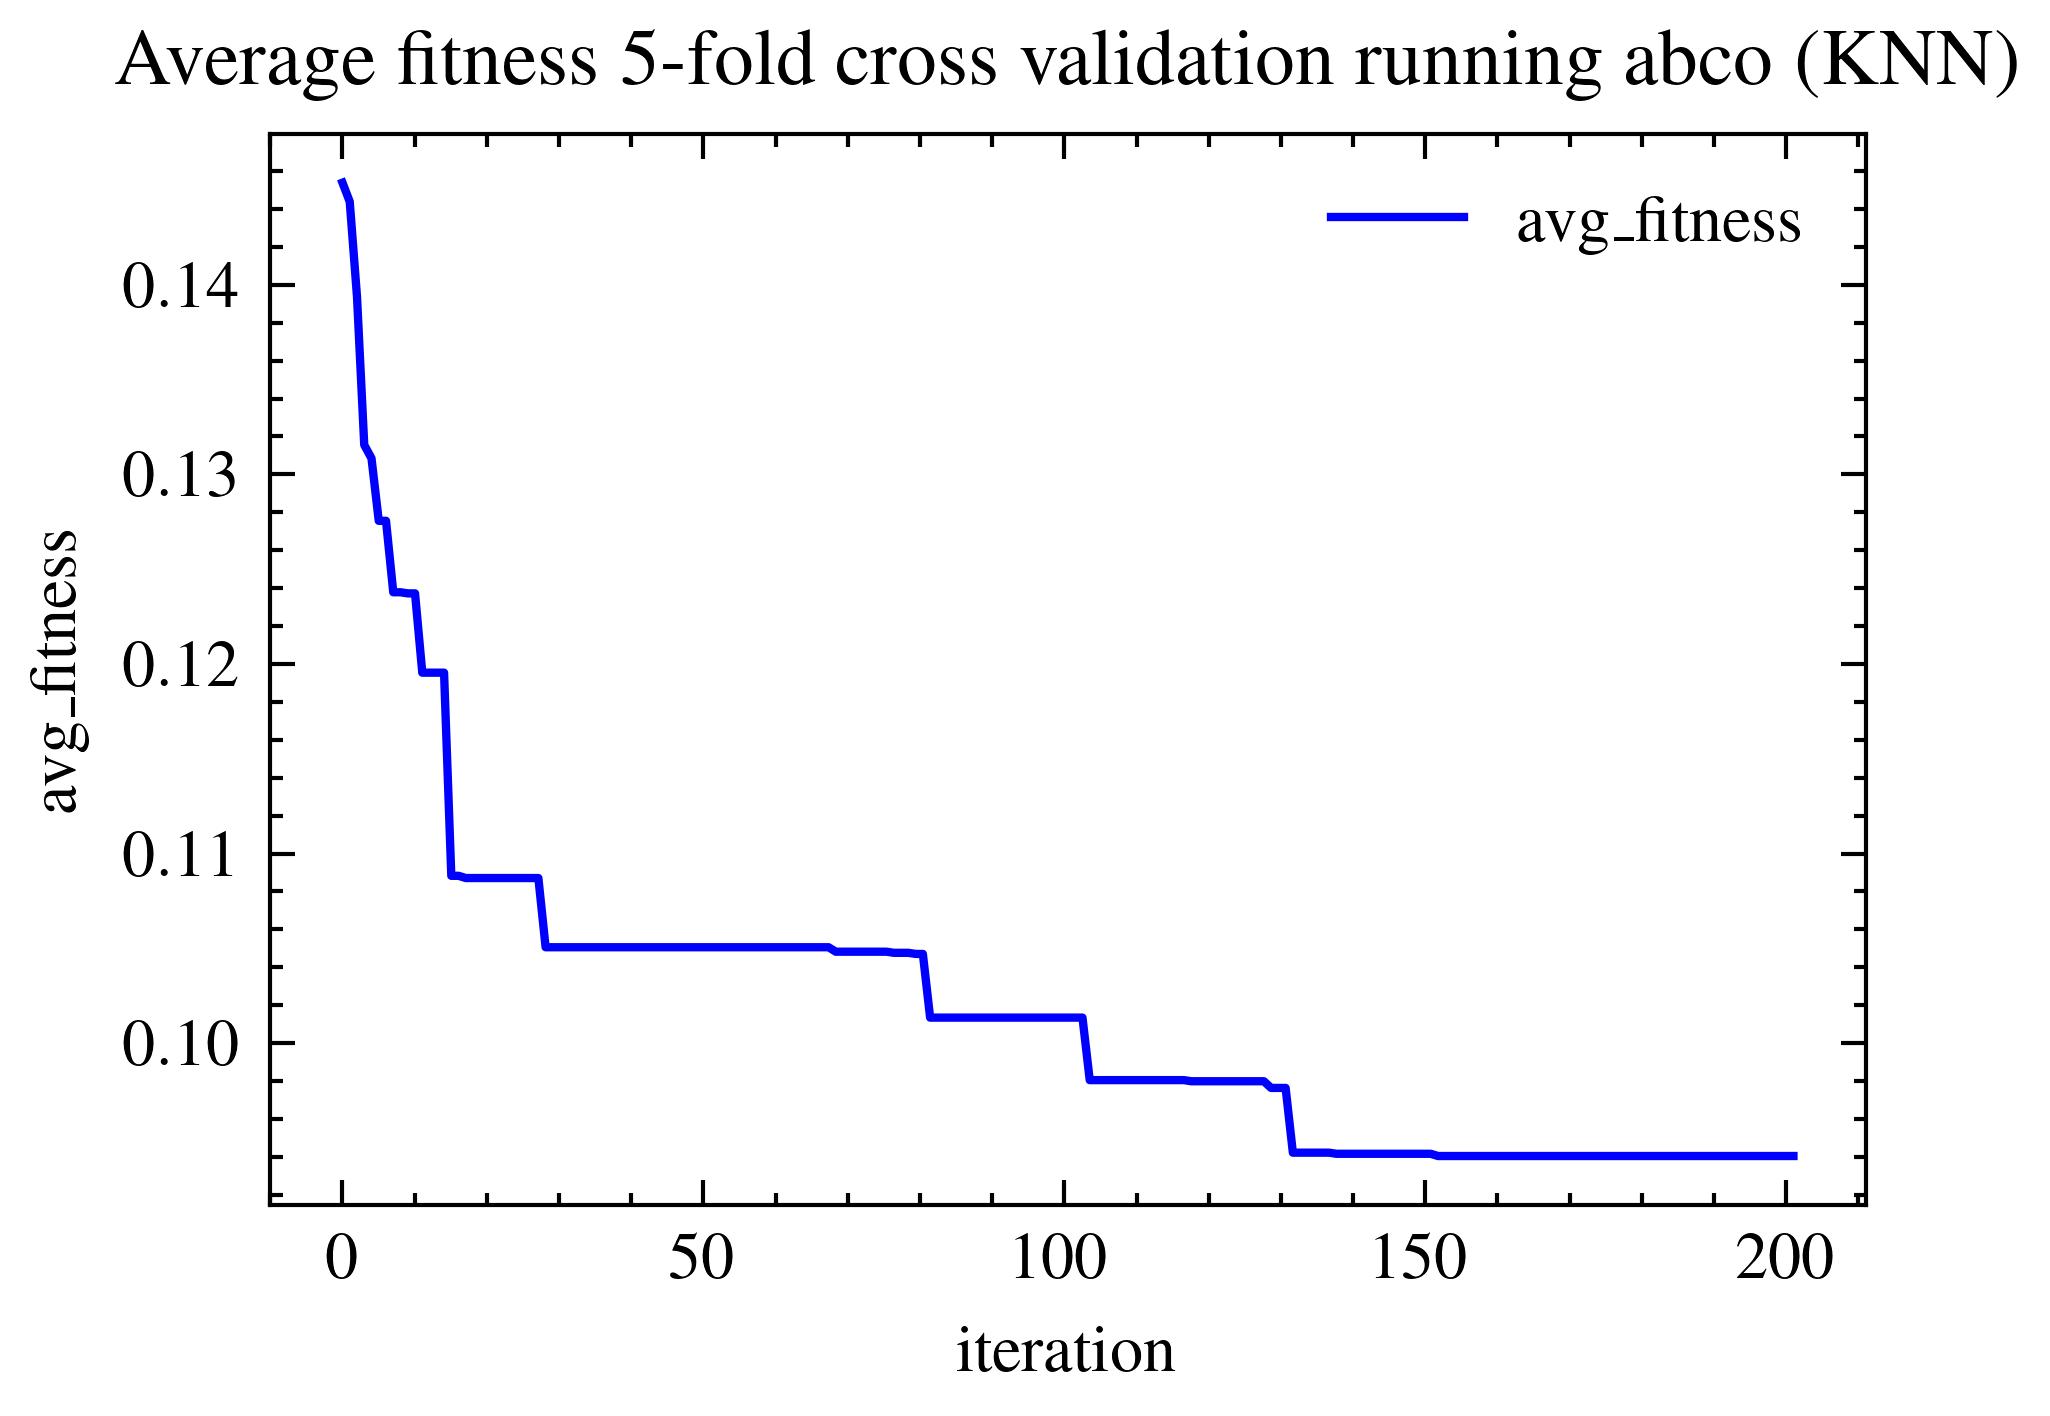 Average fitness 5-fold cross validation running abco (KNN)
avg_fitness
0.14
0.13
0.12
0.11
0.10
avg_fitness
0 50 100 150 200
iteration